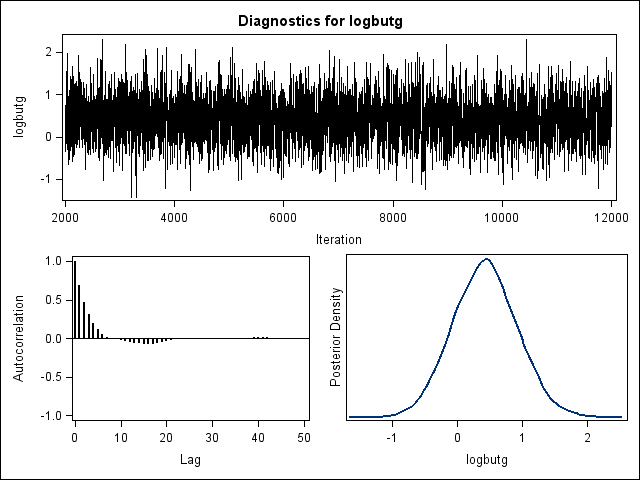 Diagnostics for logbutg
logbutg
2
1
0
-1
2000 4000 6000 8000 10000 12000
Iteration
Autocorrelation
1.0
0.5
0.0
-0.5
-1.0
0 10 20 30 40 50
Lag
Posterior Density
-1 0 1 2
logbutg